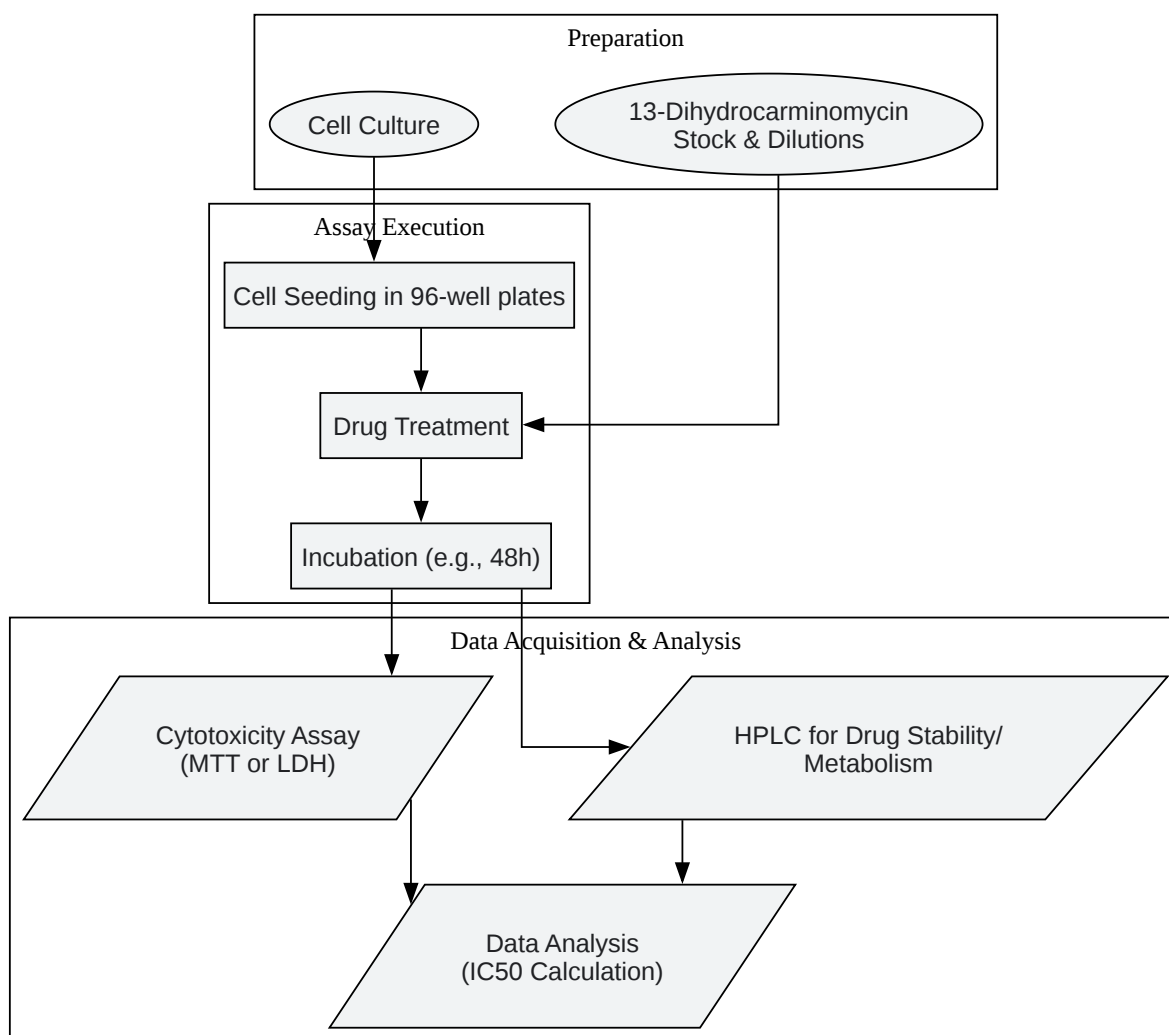 Preparation
Cell Culture
13-Dihydrocarminomycin
Stock & Dilutions
Assay Execution
Cell Seeding in 96-well plates
Drug Treatment
Incubation (e.g., 48h)
Data Acquisition & Analysis
Cytotoxicity Assay
(MTT or LDH)
HPLC for Drug Stability/
Metabolism
Data Analysis
(IC50 Calculation)